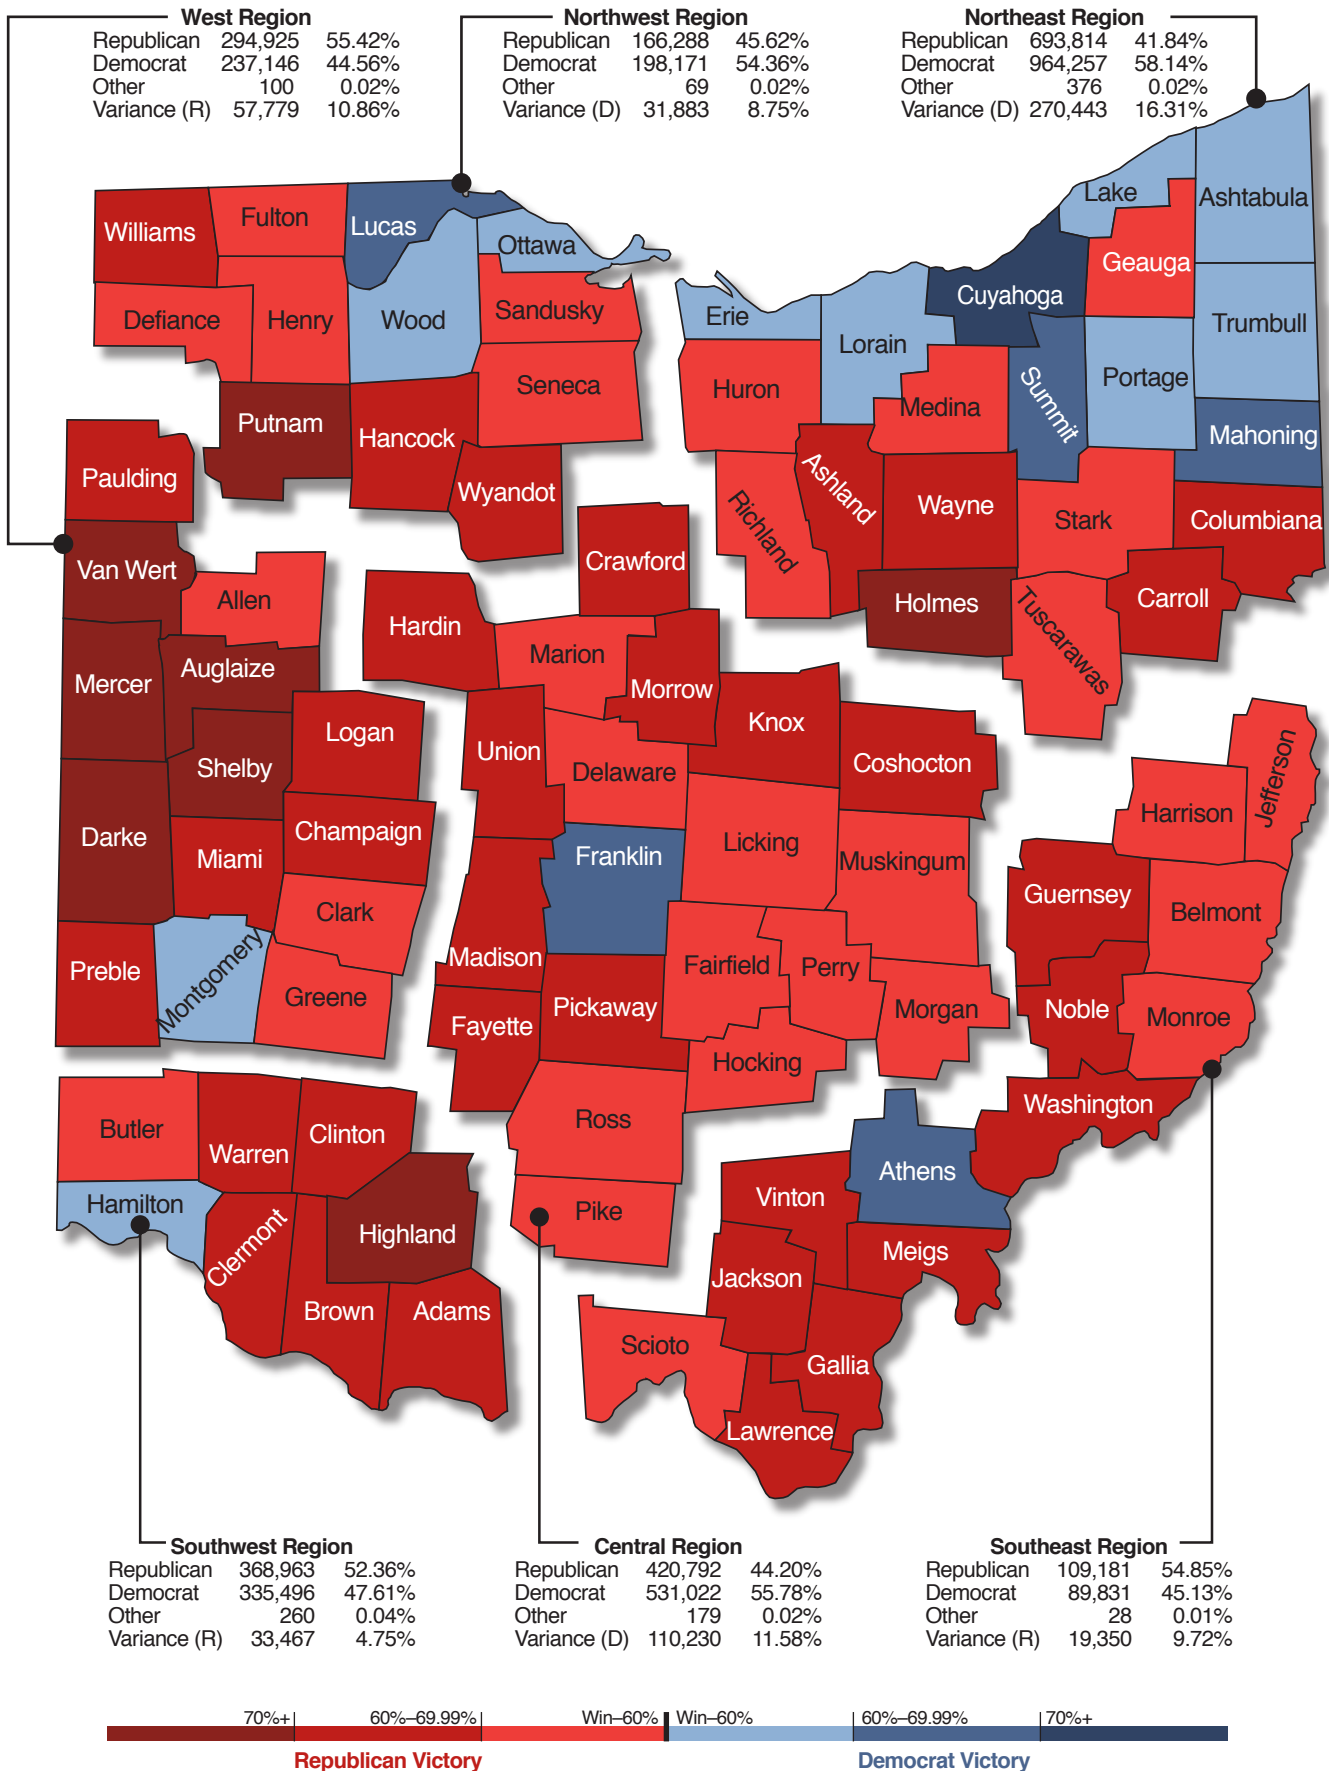 West Region
Republican 294,925 55.42%
Democrat 237,146 44.56%
Other 100 0.02%
Variance (R) 57,779 10.86%
Northwest Region
Republican 166,288 45.62%
Democrat 198,171 54.36%
Other 69 0.02%
Variance (D) 31,883 8.75%
Northeast Region
Republican 693,814 41.84%
Democrat 964,257 58.14%
Other 376 0.02%
Variance (D) 270,443 16.31%
Williams
Fulton
Lucas
Ottawa
Defiance
Henry
Wood
Sandusky
Seneca
Putnam
Hancock
Wyandot
Lake
Ashtabula
Geauga
Cuyahoga
Erie
Lorain
Trumbull
Huron
Medina
Summit
Portage
Mahoning
Richland
Ashland
Wayne
Stark
Columbiana
Holmes
Tuscarawas
Carroll
Paulding
Van Wert
Allen
Mercer
Auglaize
Logan
Shelby
Darke
Miami
Champaign
Clark
Preble
Montgomery
Greene
Crawford
Hardin
Marion
Morrow
Union
Knox
Delaware
Coshocton
Franklin
Licking
Muskingum
Madison
Fairfield
Perry
Pickaway
Fayette
Morgan
Hocking
Ross
Pike
Jefferson
Harrison
Guernsey
Belmont
Noble
Monroe
Washington
Athens
Vinton
Meigs
Jackson
Scioto
Gallia
Lawrence
Butler
Warren
Clinton
Hamilton
Highland
Clermont
Brown
Adams
Southwest Region
Republican 368,963 52.36%
Democrat 335,496 47.61%
Other 260 0.04%
Variance (R) 33,467 4.75%
Central Region
Republican 420,792 44.20%
Democrat 531,022 55.78%
Other 179 0.02%
Variance (D) 110,230 11.58%
Southeast Region
Republican 109,181 54.85%
Democrat 89,831 45.13%
Other 28 0.01%
Variance (R) 19,350 9.72%
70%+ 60%–69.99% Win–60% Win–60% 60%–69.99% 70%+
Republican Victory Democrat Victory